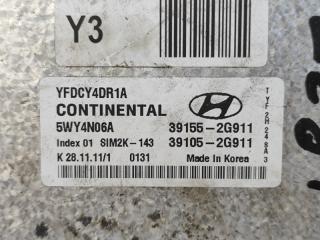 Y3
YFDCY4DR1A
CONTINENTAL
5WY4N06A 39155-2G911
Index 01 SIM2K-143 39105-2G911
K 28.11.11/1 0131 Made in Korea